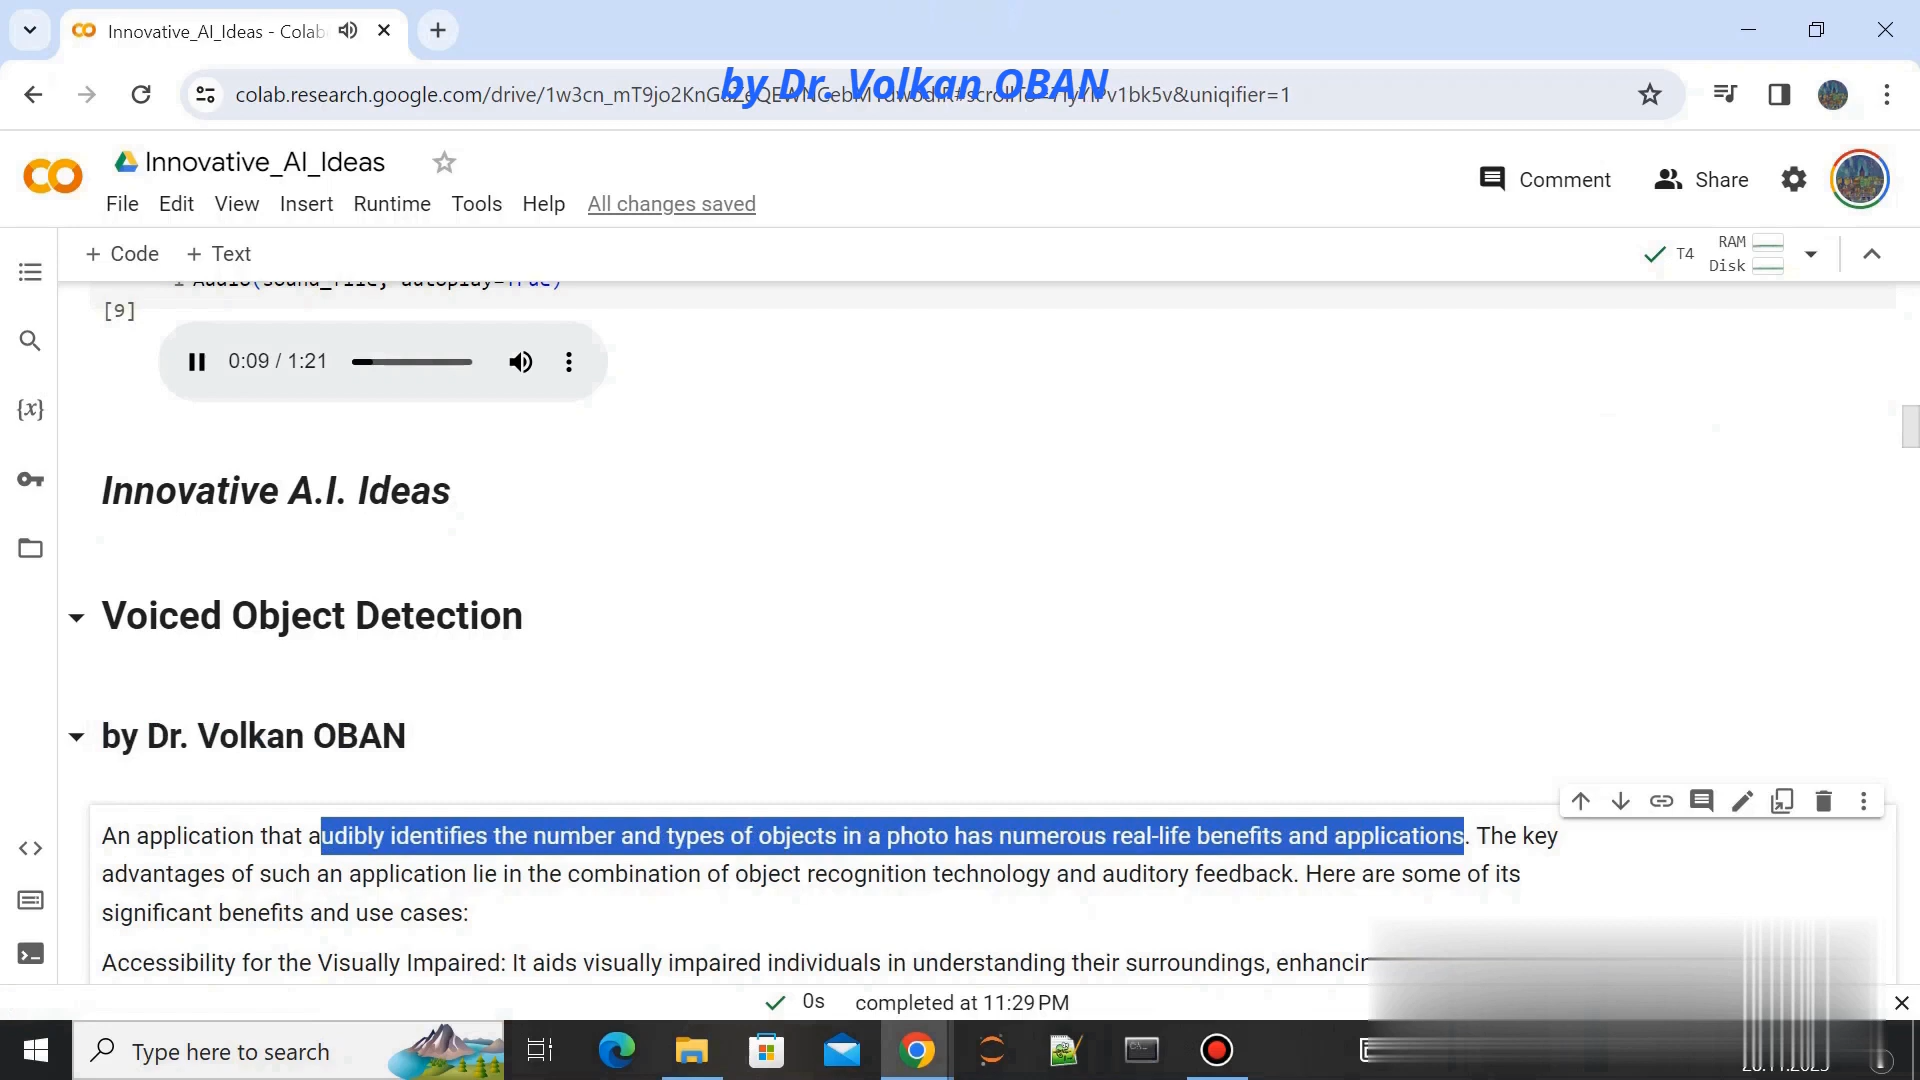 Innovative_AI_Ideas - Colab
by Dr. Volkan OBAN
colab.research.google.com/drive/
Innovative_AI_Ideas
Comment
Share
File Edit View Insert Runtime Tools Help All changes saved
+ Code + Text
T4
RAM
Disk
[9]
0:09 / 1:21
Innovative A.I. Ideas
Voiced Object Detection
by Dr. Volkan OBAN
An application that audibly identifies the number and types of objects in a photo has numerous real-life benefits and applications. The key
advantages of such an application lie in the combination of object recognition technology and auditory feedback. Here are some of its
significant benefits and use cases:
Accessibility for the Visually Impaired: It aids visually impaired individuals in understanding their surroundings,
0s completed at 11:29 PM
Type here to search